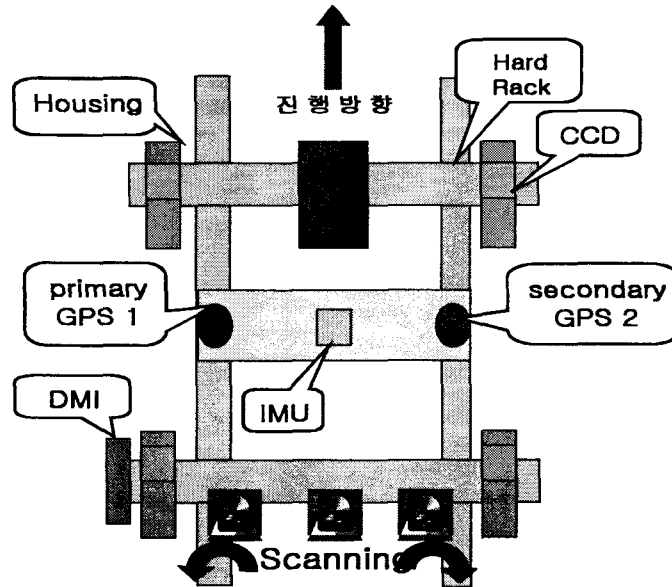 진행방향
Housing
Hard
Rack
CCD
primary
GPS 1
secondary
GPS 2
IMU
DMI
Scanning